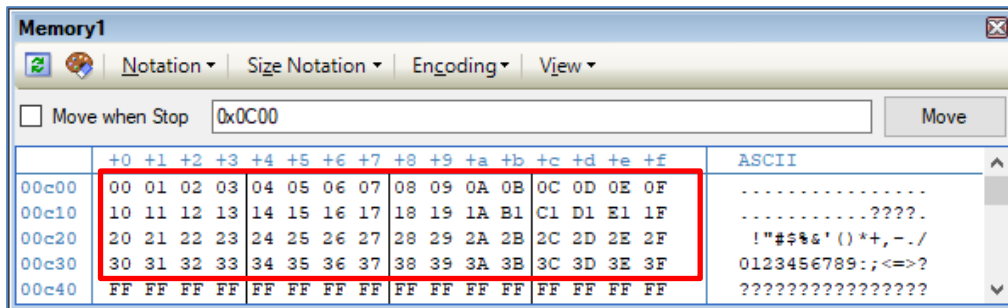 Memory1
Notation Size Notation Encoding View
Move when Stop 0x0C00 Move
+0 +1 +2 +3 +4 +5 +6 +7 +8 +9 +a +b +c +d +e +f ASCII
00c00 00 01 02 03 04 05 06 07 08 09 0A 0B 0C 0D 0E 0F ................
00c10 10 11 12 13 14 15 16 17 18 19 1A B1 C1 D1 E1 1F ...........????.
00c20 20 21 22 23 24 25 26 27 28 29 2A 2B 2C 2D 2E 2F !"#$%&'()*+,-./
00c30 30 31 32 33 34 35 36 37 38 39 3A 3B 3C 3D 3E 3F 0123456789:;<=>?
00c40 FF FF FF FF FF FF FF FF FF FF FF FF FF FF FF FF ????????????????